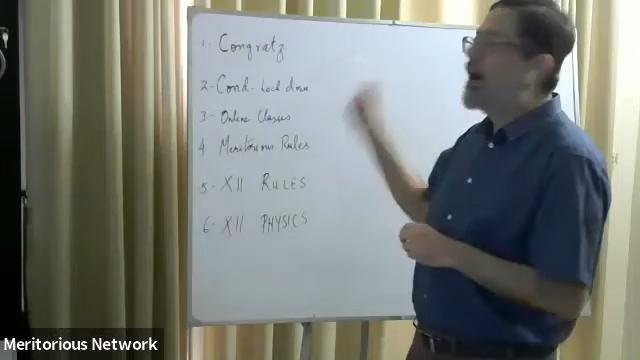 1- Congratz
2- Cond- Lock down
3- Online Classes
4 Meritorious Rules
5- XII RULES
6- XII PHYSICS
Meritorious Network